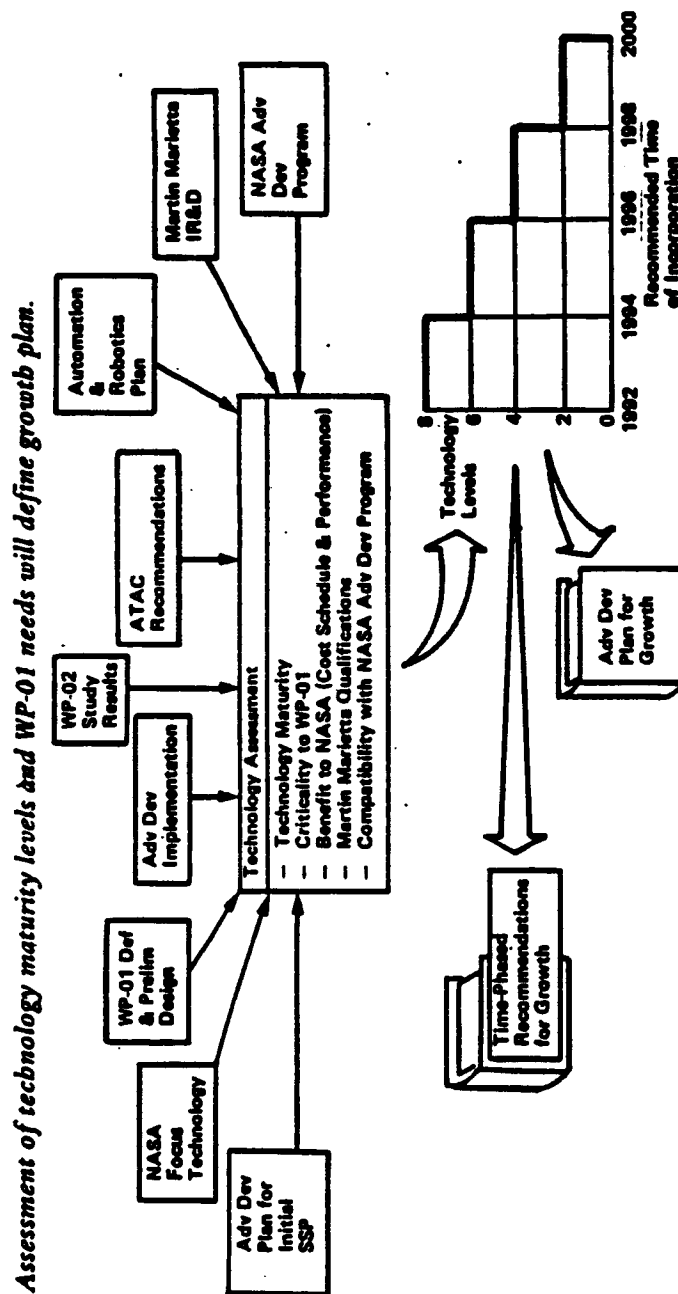 Assessment of technology maturity levels and WP-01 needs will define growth plan.
Adv Dev
Plan for
Initial
SSP
NASA
Focus
Technology
WP-01 Def
& Prelim
Design
Adv Dev
Implementation
WP-02
Study
Results
ATAC
Recommendations
Automation
&
Robotics
Plan
Martin Marietta
IR&D
NASA Adv
Dev
Program
Technology Assessment
– Technology Maturity
– Criticality to WP-01
– Benefit to NASA (Cost Schedule & Performance)
– Martin Marietta Qualifications
– Compatibility with NASA Adv Dev Program
Time-Phased
Recommendations
for Growth
Adv Dev
Plan for
Growth
Technology
Levels
8
6
4
2
0
1992 1994 1996 1998 2000
Recommended Time
of Incorporation